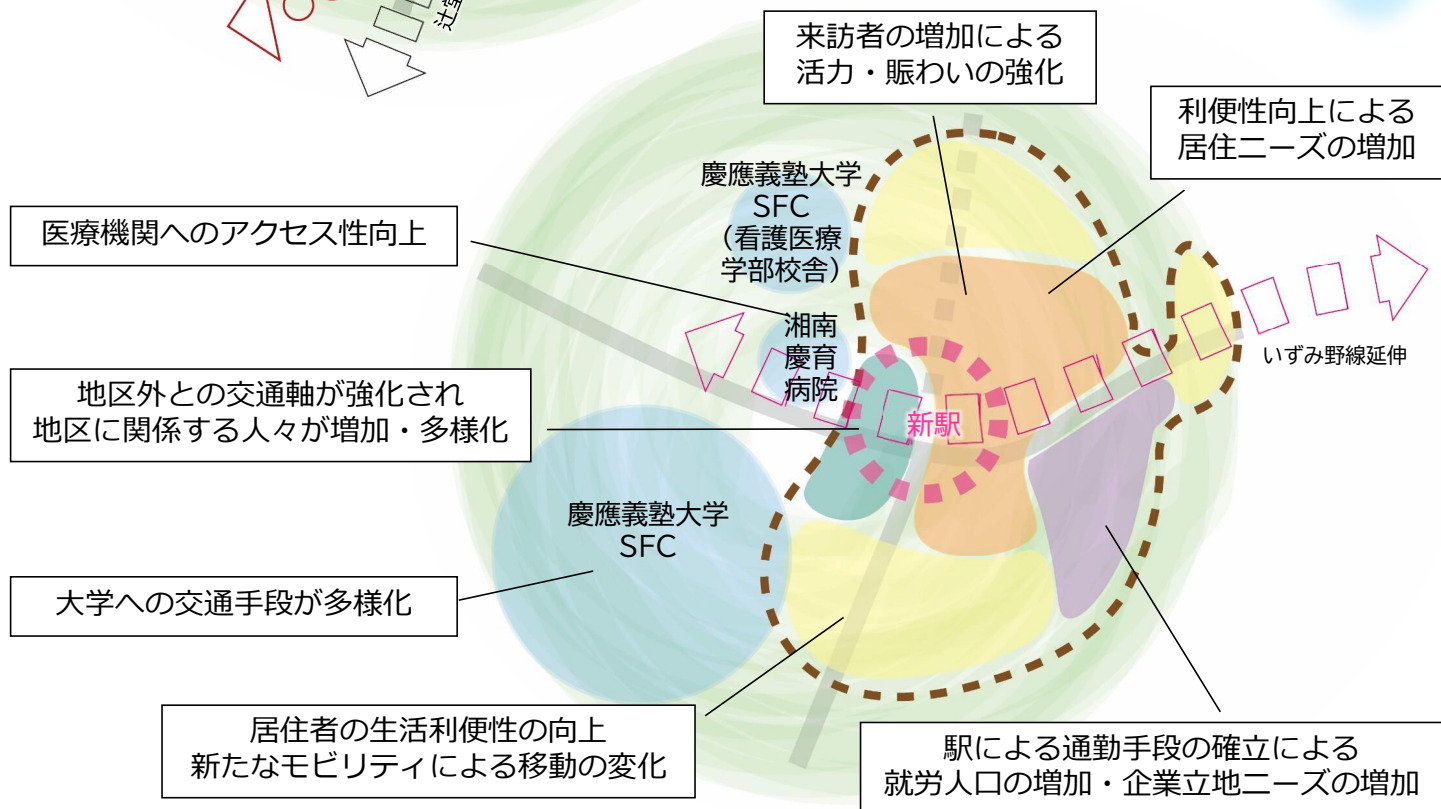 辻堂
来訪者の増加による
活力・賑わいの強化
利便性向上による
居住ニーズの増加
慶應義塾大学
SFC
（看護医療
学部校舎）
医療機関へのアクセス性向上
湘南
慶育
病院
いずみ野線延伸
地区外との交通軸が強化され
地区に関係する人々が増加・多様化
新駅
慶應義塾大学
SFC
大学への交通手段が多様化
居住者の生活利便性の向上
新たなモビリティによる移動の変化
駅による通勤手段の確立による
就労人口の増加・企業立地ニーズの増加